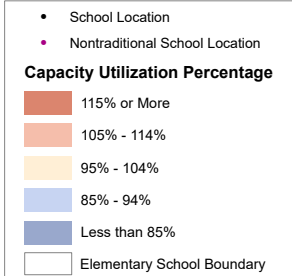 School Location
Nontraditional School Location
Capacity Utilization Percentage
115% or More
105% - 114%
95% - 104%
85% - 94%
Less than 85%
Elementary School Boundary